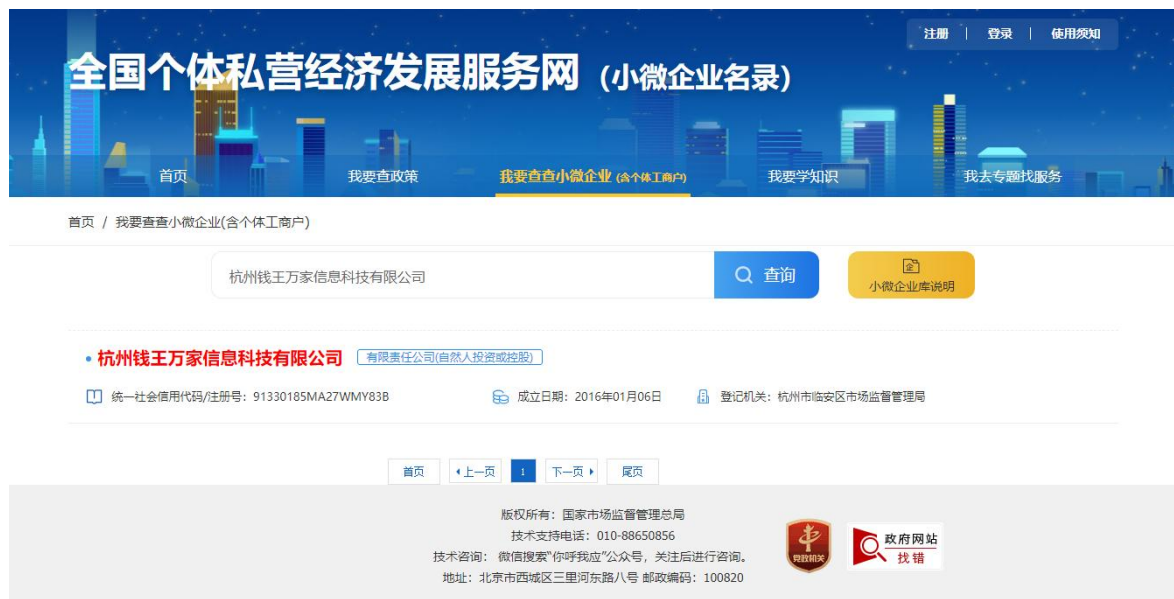 注册 | 登录 | 使用须知
全国个体私营经济发展服务网（小微企业名录）
首页 我要查政策 我要查查小微企业 (含个体工商户) 我要学知识 我去专题找服务
首页 / 我要查查小微企业(含个体工商户)
杭州钱王万家信息科技有限公司 查询 小微企业库说明
杭州钱王万家信息科技有限公司 有限责任公司(自然人投资或控股)
统一社会信用代码/注册号：91330185MA27WMY83B 成立日期：2016年01月06日 登记机关：杭州市临安区市场监督管理局
首页 上一页 1 下一页 尾页
版权所有：国家市场监督管理总局
技术支持电话：010-88650856
技术咨询： 微信搜索“你呼我应”公众号，关注后进行咨询。
地址：北京市西城区三里河东路八号 邮政编码：100820
党政机关
政府网站
找错